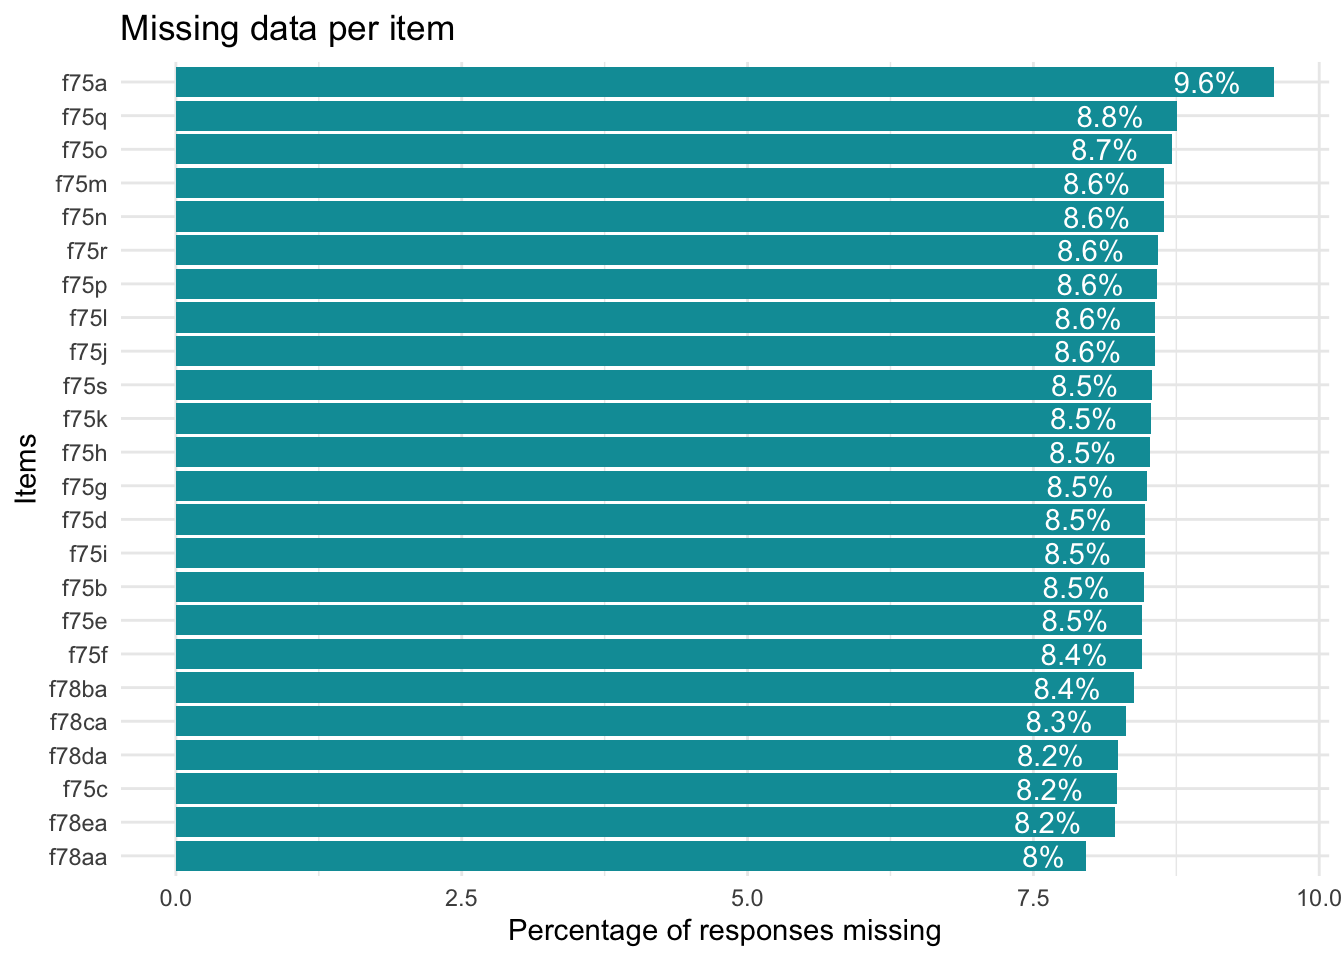 Missing data per item
Items
f75a 9.6%
f75q 8.8%
f75o 8.7%
f75m 8.6%
f75n 8.6%
f75r 8.6%
f75p 8.6%
f75l 8.6%
f75j 8.6%
f75s 8.5%
f75k 8.5%
f75h 8.5%
f75g 8.5%
f75d 8.5%
f75i 8.5%
f75b 8.5%
f75e 8.5%
f75f 8.4%
f78ba 8.4%
f78ca 8.3%
f78da 8.2%
f75c 8.2%
f78ea 8.2%
f78aa 8%
0.0 2.5 5.0 7.5 10.0
Percentage of responses missing